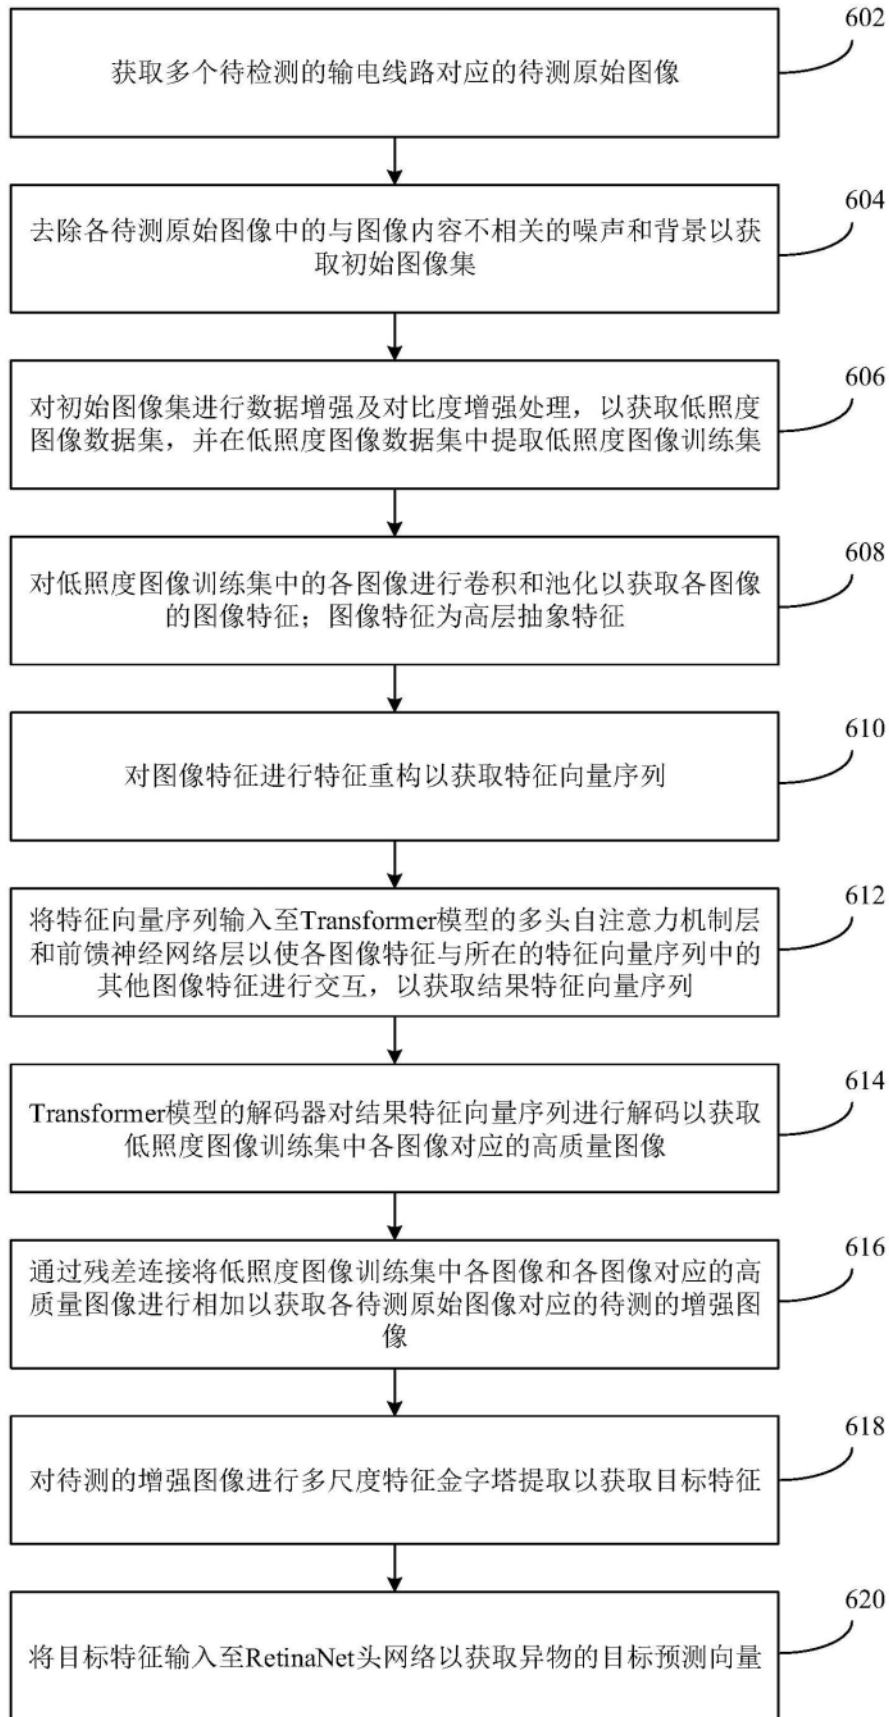 602
获取多个待检测的输电线路对应的待测原始图像
604
去除各待测原始图像中的与图像内容不相关的噪声和背景以获
取初始图像集
606
对初始图像集进行数据增强及对比度增强处理，以获取低照度
图像数据集，并在低照度图像数据集中提取低照度图像训练集
608
对低照度图像训练集中的各图像进行卷积和池化以获取各图像
的图像特征；图像特征为高层抽象特征
610
对图像特征进行特征重构以获取特征向量序列
612
将特征向量序列输入至Transformer模型的多头自注意力机制层
和前馈神经网络层以使各图像特征与所在的特征向量序列中的
其他图像特征进行交互，以获取结果特征向量序列
614
Transformer模型的解码器对结果特征向量序列进行解码以获取
低照度图像训练集中各图像对应的高质量图像
616
通过残差连接将低照度图像训练集中各图像和各图像对应的高
质量图像进行相加以获取各待测原始图像对应的待测的增强图
像
618
对待测的增强图像进行多尺度特征金字塔提取以获取目标特征
620
将目标特征输入至RetinaNet头网络以获取异物的目标预测向量